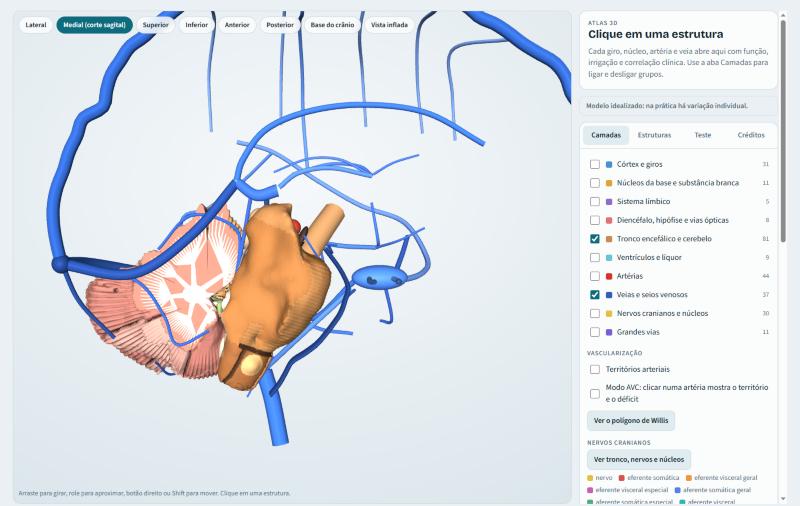 Lateral
Medial (corte sagital)
Superior
Inferior
Anterior
Posterior
Base do crânio
Vista inflada
Arraste para girar, role para aproximar, botão direito ou Shift para mover. Clique em uma estrutura.
ATLAS 3D
Clique em uma estrutura
Cada giro, núcleo, artéria e veia abre aqui com função,
irrigação e correlação clínica. Use a aba Camadas para
ligar e desligar grupos.
Modelo idealizado: na prática há variação individual.
Camadas
Estruturas
Teste
Créditos
Córtex e giros 31
Núcleos da base e substância branca 11
Sistema límbico 5
Diencéfalo, hipófise e vias ópticas 8
Tronco encefálico e cerebelo 81
Ventrículos e líquor 9
Artérias 44
Veias e seios venosos 37
Nervos cranianos e núcleos 30
Grandes vias 11
VASCULARIZAÇÃO
Territórios arteriais
Modo AVC: clicar numa artéria mostra o território
e o déficit
Ver o polígono de Willis
NERVOS CRANIANOS
Ver tronco, nervos e núcleos
nervo eferente somática eferente visceral geral
eferente visceral especial aferente somática geral
aferente somática especial aferente visceral